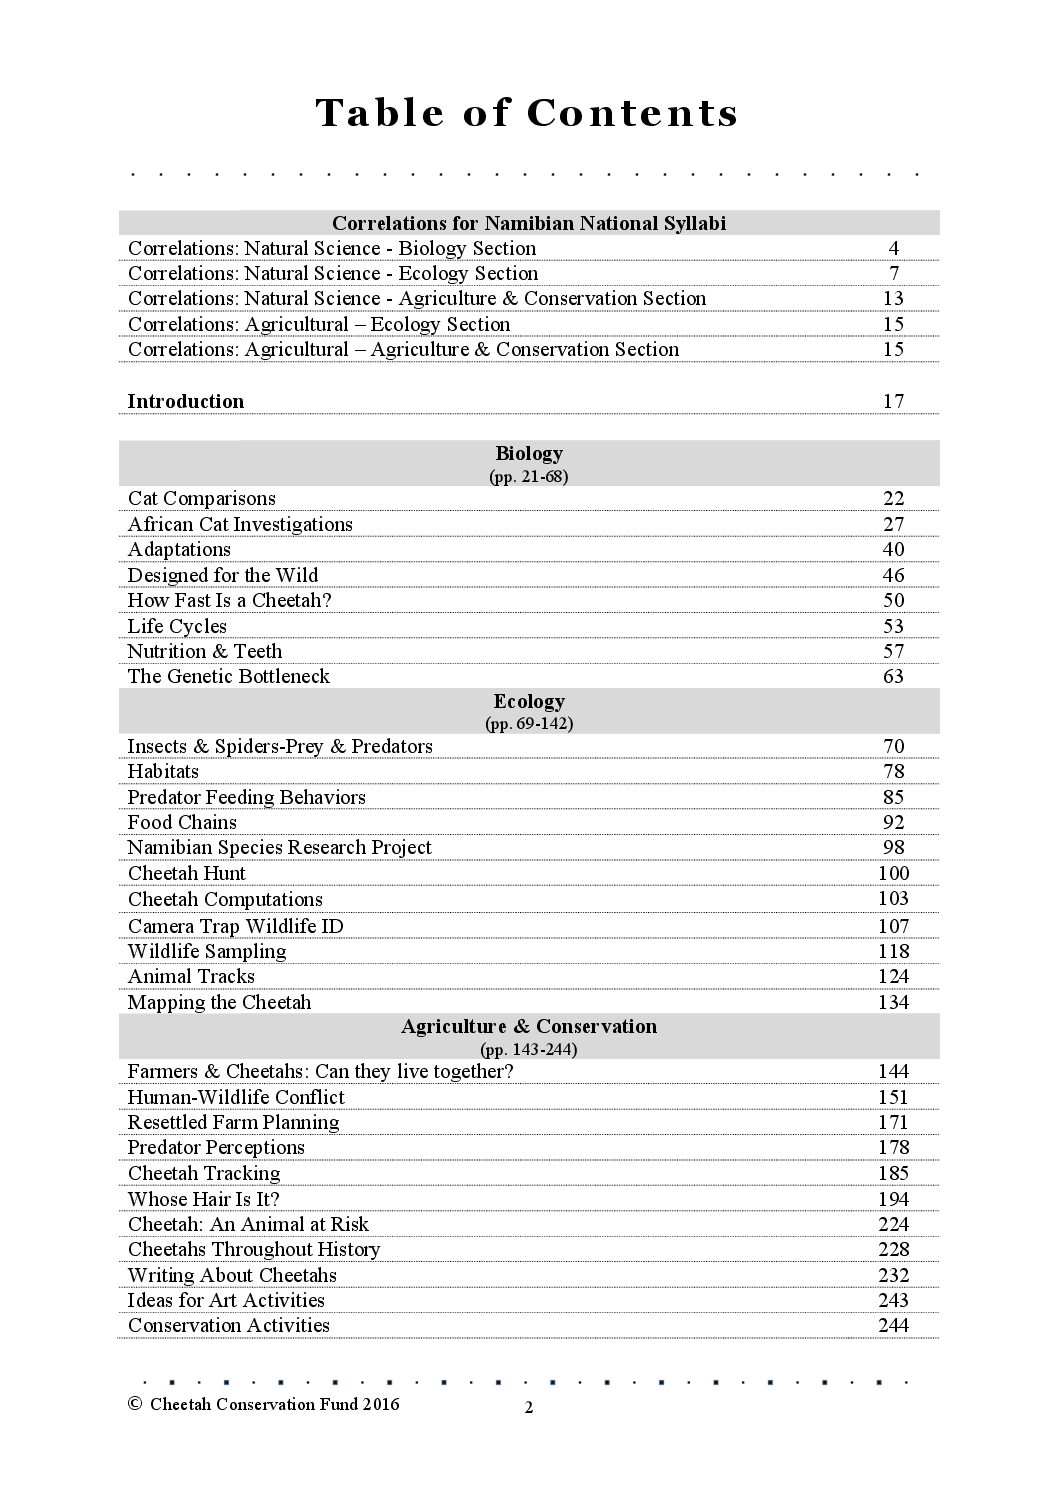 Table of Contents
Correlations for Namibian National Syllabi
Correlations: Natural Science - Biology Section 4
Correlations: Natural Science - Ecology Section 7
Correlations: Natural Science - Agriculture & Conservation Section 13
Correlations: Agricultural – Ecology Section 15
Correlations: Agricultural – Agriculture & Conservation Section 15
Introduction 17
Biology
(pp. 21-68)
Cat Comparisons 22
African Cat Investigations 27
Adaptations 40
Designed for the Wild 46
How Fast Is a Cheetah? 50
Life Cycles 53
Nutrition & Teeth 57
The Genetic Bottleneck 63
Ecology
(pp. 69-142)
Insects & Spiders-Prey & Predators 70
Habitats 78
Predator Feeding Behaviors 85
Food Chains 92
Namibian Species Research Project 98
Cheetah Hunt 100
Cheetah Computations 103
Camera Trap Wildlife ID 107
Wildlife Sampling 118
Animal Tracks 124
Mapping the Cheetah 134
Agriculture & Conservation
(pp. 143-244)
Farmers & Cheetahs: Can they live together? 144
Human-Wildlife Conflict 151
Resettled Farm Planning 171
Predator Perceptions 178
Cheetah Tracking 185
Whose Hair Is It? 194
Cheetah: An Animal at Risk 224
Cheetahs Throughout History 228
Writing About Cheetahs 232
Ideas for Art Activities 243
Conservation Activities 244
© Cheetah Conservation Fund 2016 2